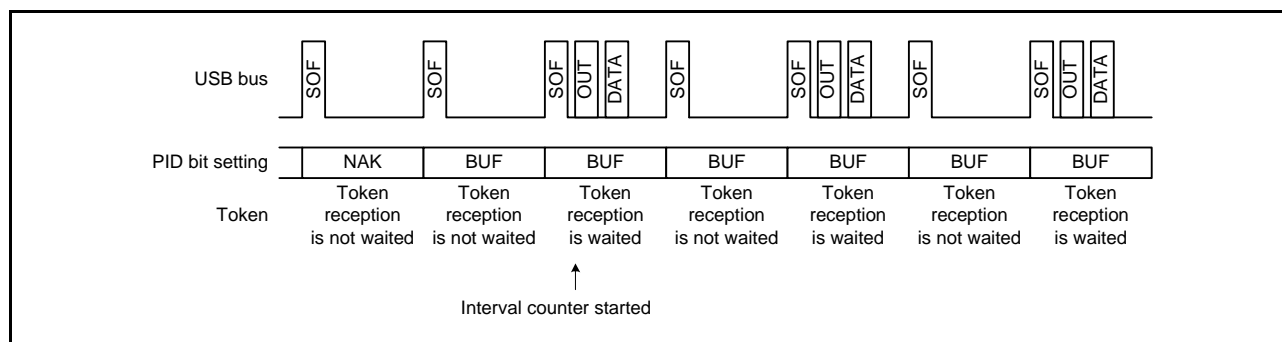 USB bus
SOF
SOF
SOF
OUT
DATA
SOF
SOF
OUT
DATA
SOF
SOF
OUT
DATA
PID bit setting
NAK
BUF
BUF
BUF
BUF
BUF
BUF
Token
Token
reception
is not waited
Token
reception
is not waited
Token
reception
is waited
Token
reception
is not waited
Token
reception
is waited
Token
reception
is not waited
Token
reception
is waited
Interval counter started